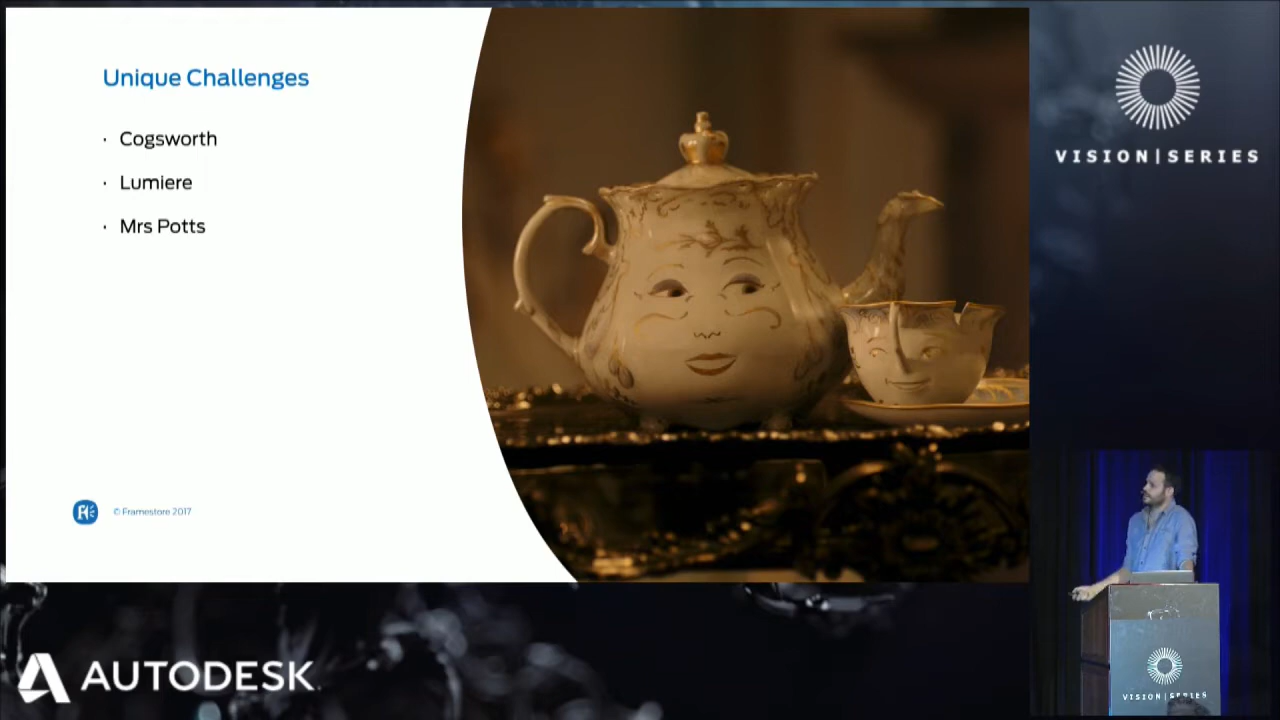 Unique Challenges
· Cogsworth
· Lumiere
· Mrs Potts
© Framestore 2017
VISION|SERIES
AUTODESK.
VISION|SERIES